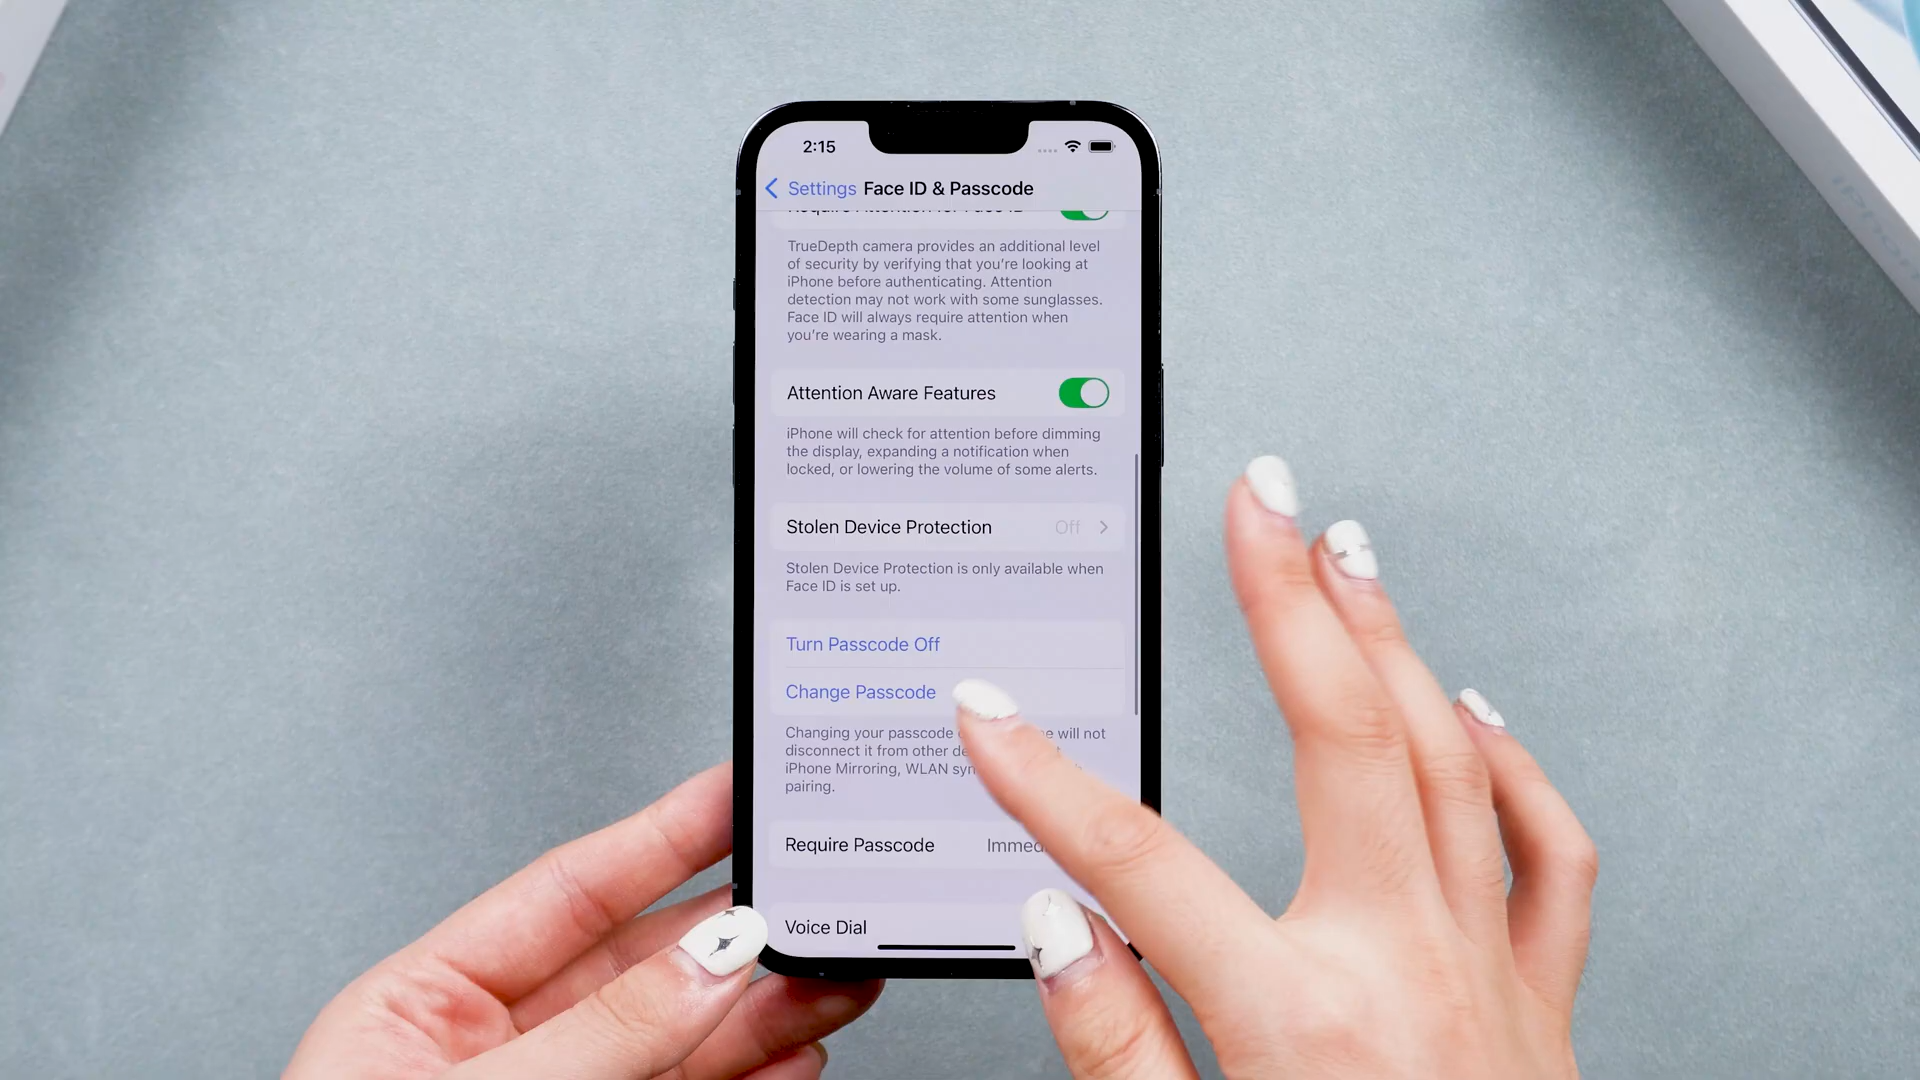 2:15
Settings Face ID & Passcode
Require Attention for Face ID
TrueDepth camera provides an additional level
of security by verifying that you're looking at
iPhone before authenticating. Attention
detection may not work with some sunglasses.
Face ID will always require attention when
you're wearing a mask.
Attention Aware Features
iPhone will check for attention before dimming
the display, expanding a notification when
locked, or lowering the volume of some alerts.
Stolen Device Protection Off
Stolen Device Protection is only available when
Face ID is set up.
Turn Passcode Off
Change Passcode
Changing your passcode will not
disconnect it from other
iPhone Mirroring, WLAN
pairing.
Require Passcode
Voice Dial